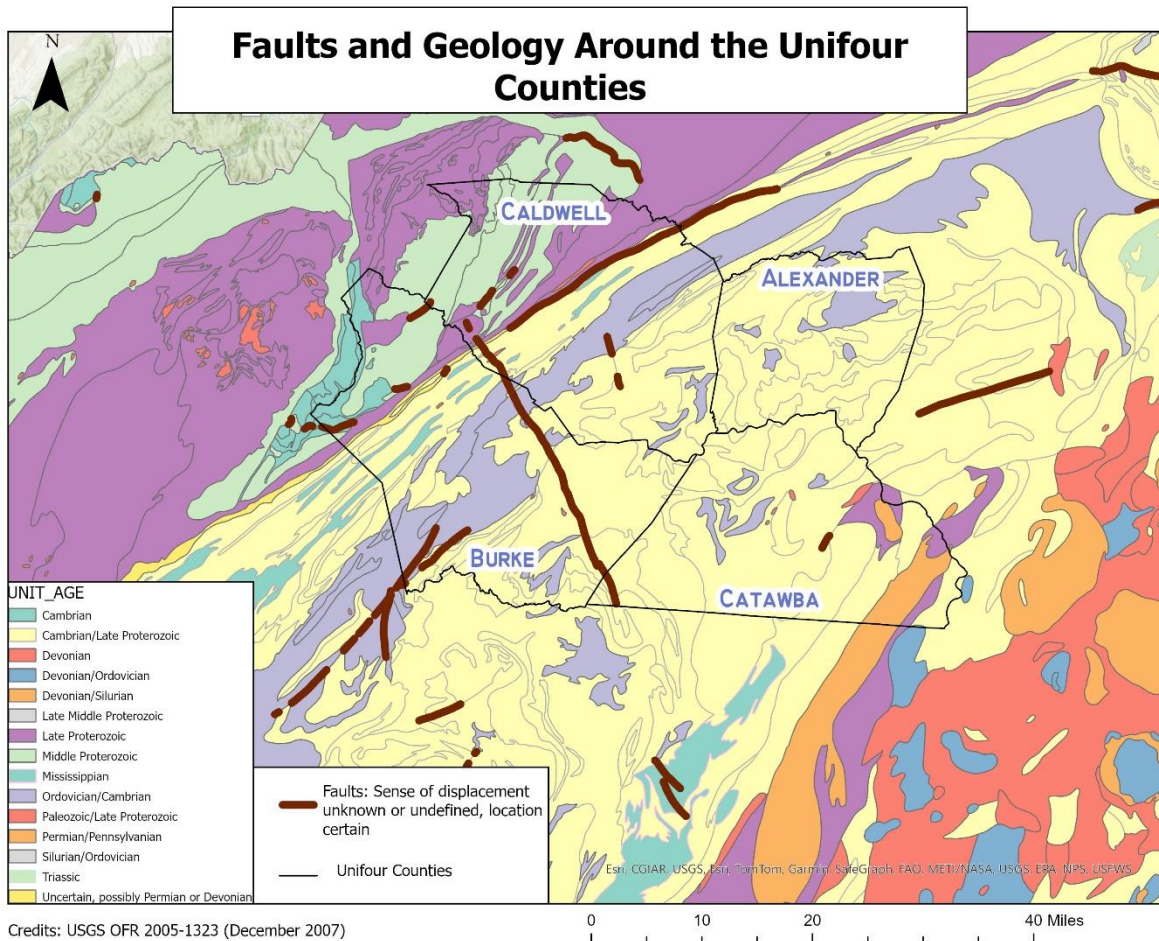 Faults and Geology Around the Unifour
Counties
N
CALDWELL
ALEXANDER
BURKE
CATAWBA
UNIT_AGE
Cambrian
Cambrian/Late Proterozoic
Devonian
Devonian/Ordovician
Devonian/Silurian
Late Middle Proterozoic
Late Proterozoic
Middle Proterozoic
Mississippian
Ordovician/Cambrian
Paleozoic/Late Proterozoic
Permian/Pennsylvanian
Silurian/Ordovician
Triassic
Uncertain, possibly Permian or Devonian
Faults: Sense of displacement
unknown or undefined, location
certain
Unifour Counties
Esri, CGIAR, USGS, Esri, TomTom, Garmin, SafeGraph, FAO, METI/NASA, USGS, EPA, NPS, USFWS
Credits: USGS OFR 2005-1323 (December 2007)
0 10 20 40 Miles